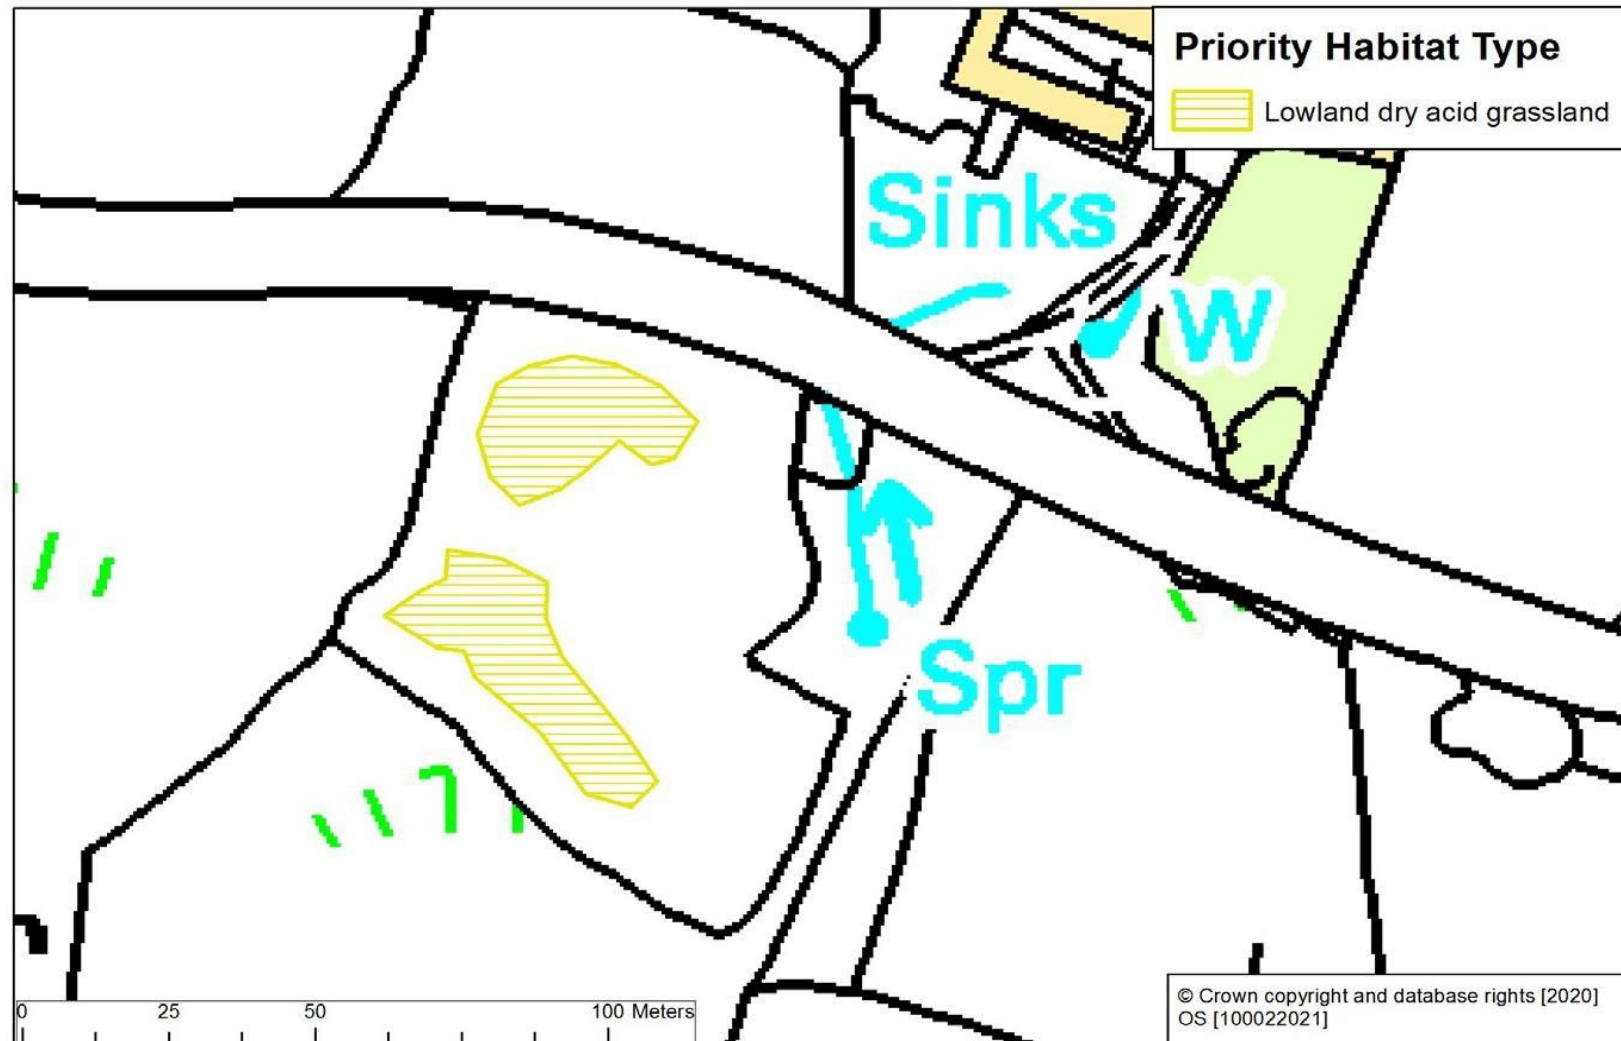 Priority Habitat Type
Lowland dry acid grassland
Sinks
W
Spr
0 25 50 100 Meters
© Crown copyright and database rights [2020]
OS [100022021]